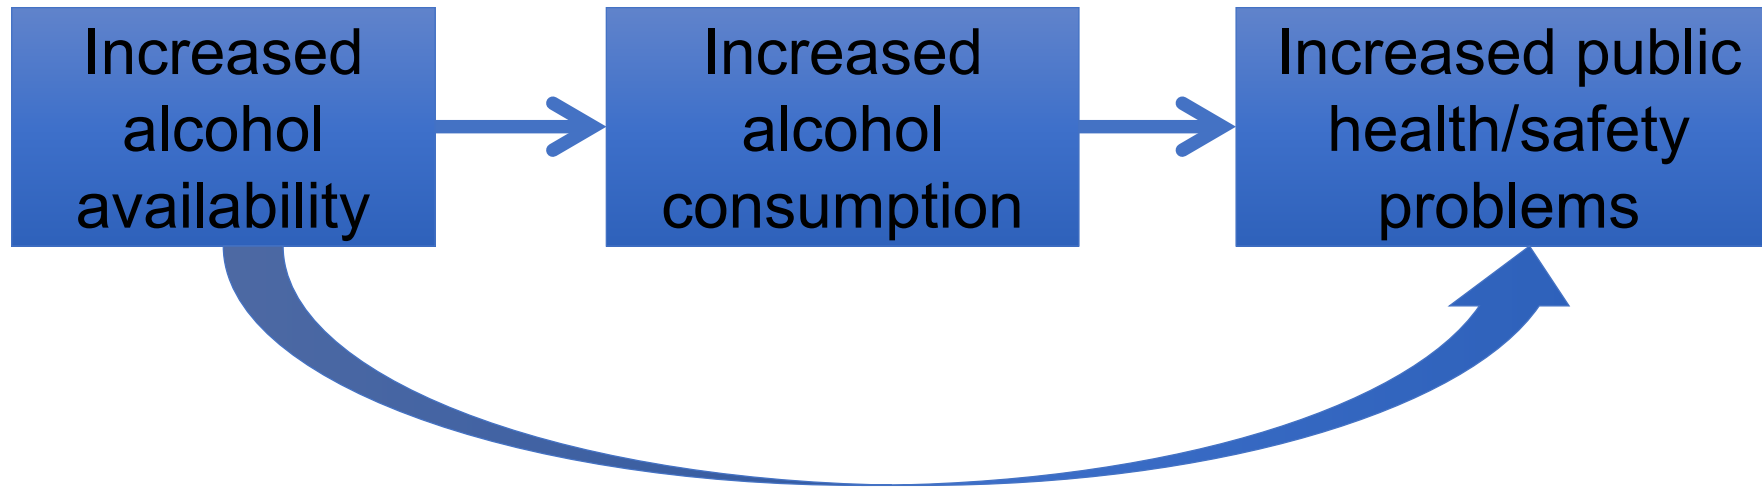 Increased
alcohol
availability
Increased
alcohol
consumption
Increased public
health/safety
problems